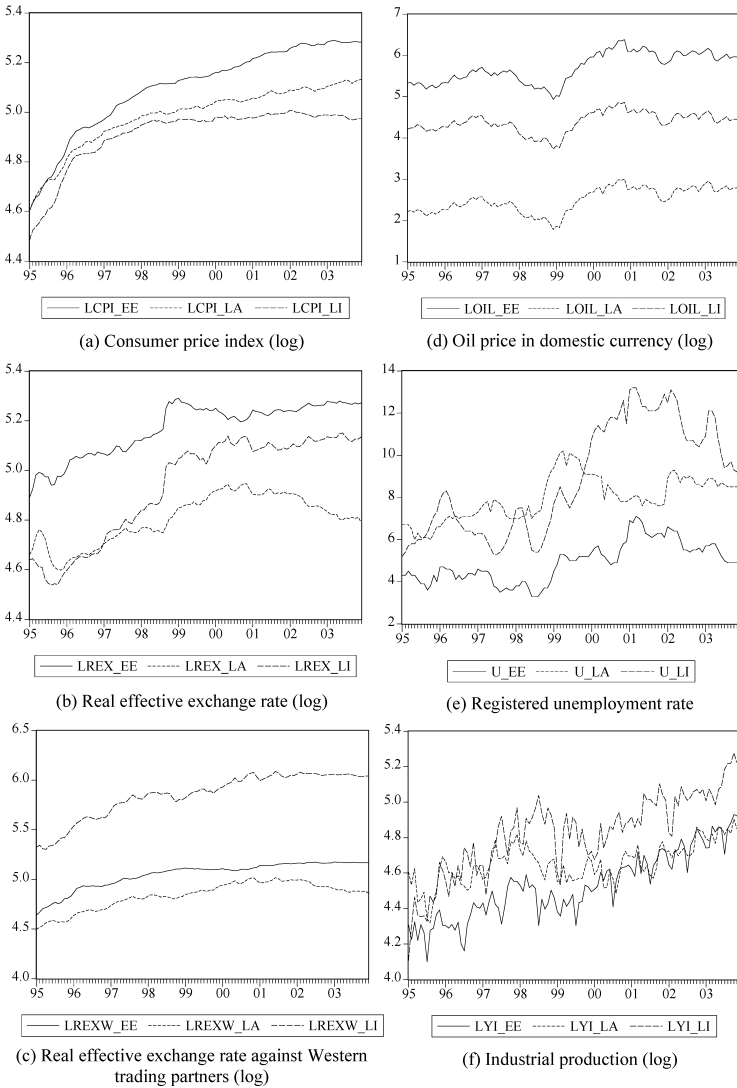 5.4
5.2
5.0
4.8
4.6
4.4
95 96 97 98 99 00 01 02 03
LCPI_EE LCPI_LA LCPI_LI
(a) Consumer price index (log)
7
6
5
4
3
2
1
95 96 97 98 99 00 01 02 03
LOIL_EE LOIL_LA LOIL_LI
(d) Oil price in domestic currency (log)
5.4
5.2
5.0
4.8
4.6
4.4
95 96 97 98 99 00 01 02 03
LREX_EE LREX_LA LREX_LI
(b) Real effective exchange rate (log)
14
12
10
8
6
4
2
95 96 97 98 99 00 01 02 03
U_EE U_LA U_LI
(e) Registered unemployment rate
6.5
6.0
5.5
5.0
4.5
4.0
95 96 97 98 99 00 01 02 03
LREXW_EE LREXW_LA LREXW_LI
(c) Real effective exchange rate against Western
trading partners (log)
5.4
5.2
5.0
4.8
4.6
4.4
4.2
4.0
95 96 97 98 99 00 01 02 03
LYI_EE LYI_LA LYI_LI
(f) Industrial production (log)